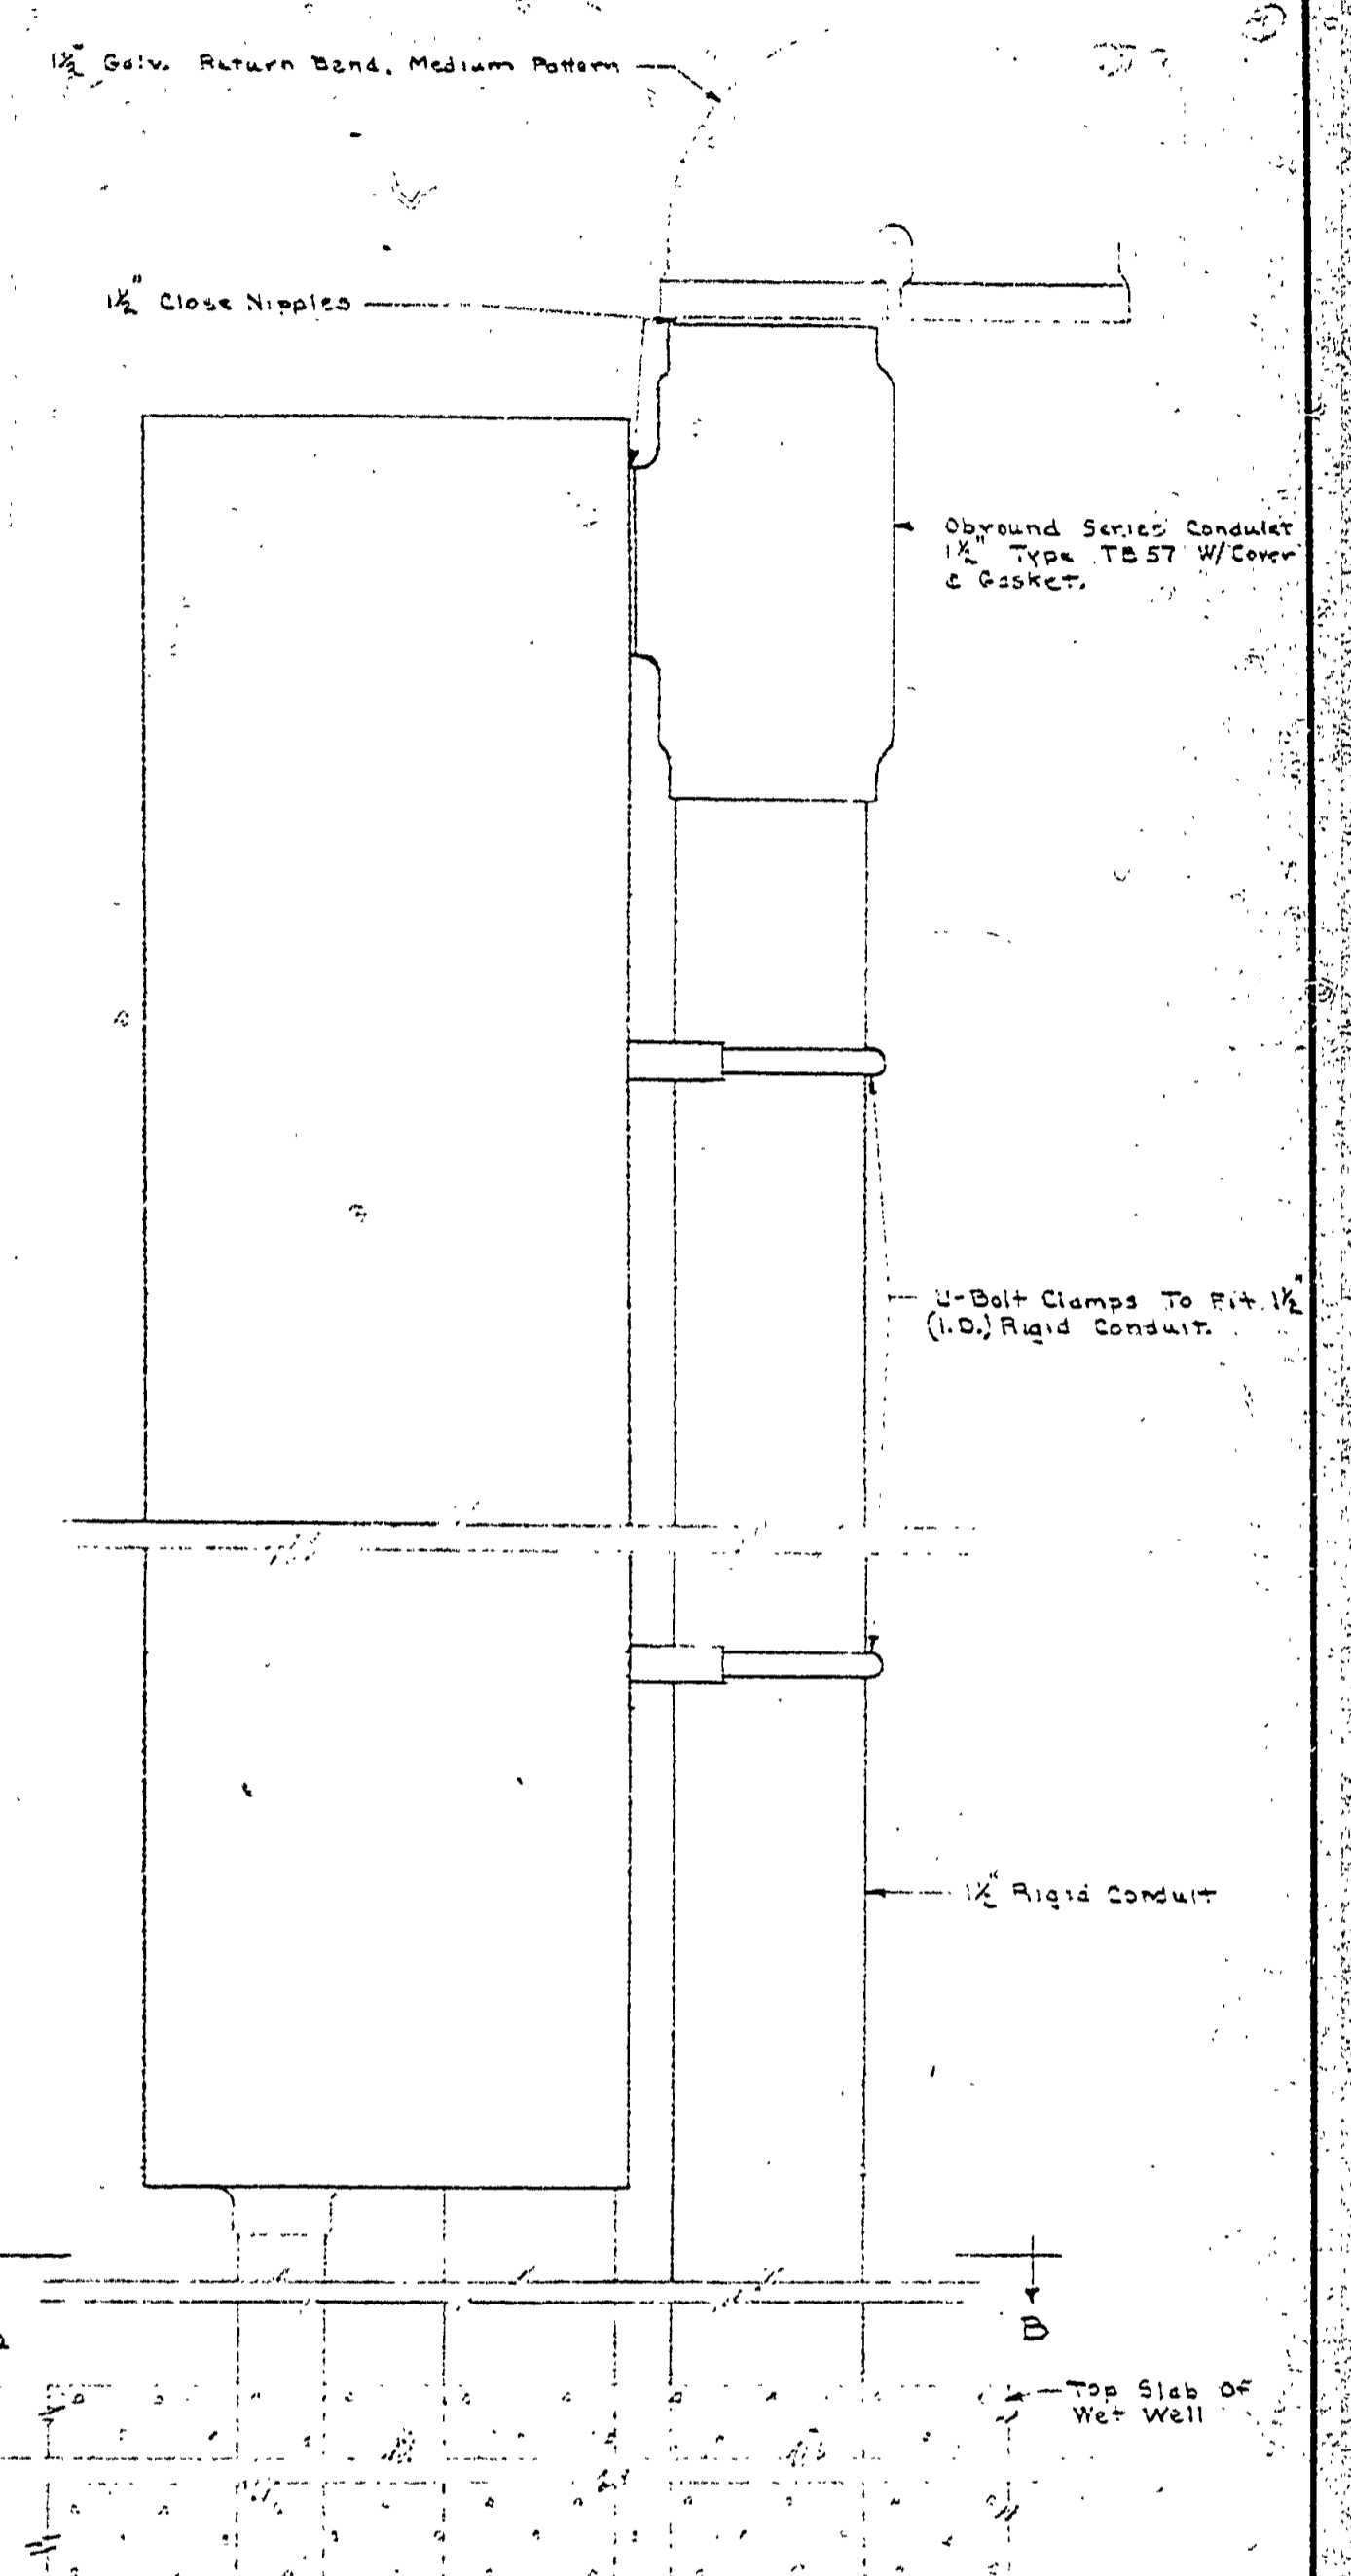 1½" Galv. Return Bend, Medium Pattern
1½" Close Nipples
Obround Series Condulet
1½" Type TB57 W/Cover
& Gasket.
U-Bolt Clamps To Fit 1½"
(I.D.) Rigid Conduit.
1½" Rigid Conduit
B
Top Slab Of
Wet Well